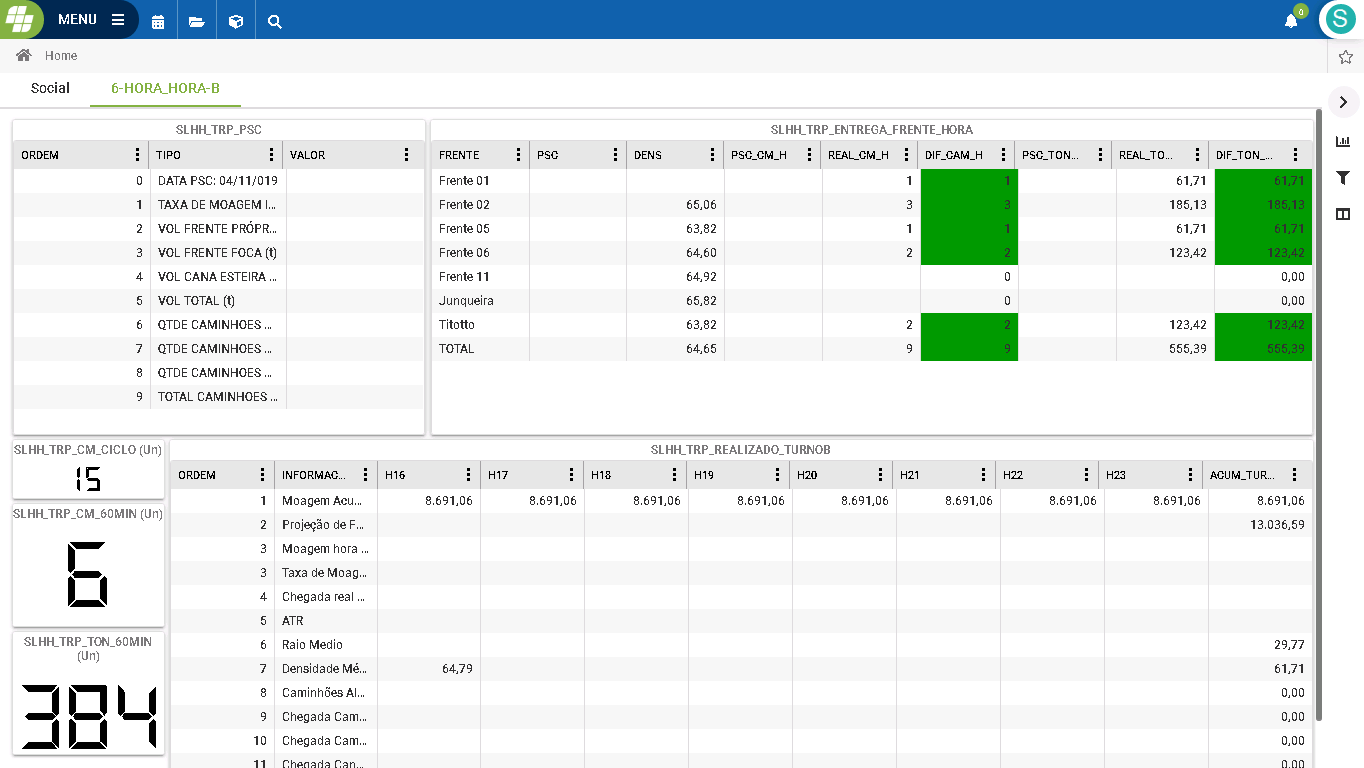 MENU
0
S
Home
Social 6-HORA_HORA-B
SLHH_TRP_PSC
ORDEM TIPO VALOR
0 DATA PSC: 04/11/019
1 TAXA DE MOAGEM I...
2 VOL FRENTE PRÓPR...
3 VOL FRENTE FOCA (t)
4 VOL CANA ESTEIRA ...
5 VOL TOTAL (t)
6 QTDE CAMINHOES ...
7 QTDE CAMINHOES ...
8 QTDE CAMINHOES ...
9 TOTAL CAMINHOES ...
SLHH_TRP_ENTREGA_FRENTE_HORA
FRENTE PSC DENS PSC_CM_H REAL_CM_H DIF_CAM_H PSC_TON... REAL_TO... DIF_TON_...
Frente 01 1 1 61,71 61,71
Frente 02 65,06 3 3 185,13 185,13
Frente 05 63,82 1 1 61,71 61,71
Frente 06 64,60 2 2 123,42 123,42
Frente 11 64,92 0 0,00
Junqueira 65,82 0 0,00
Titotto 63,82 2 2 123,42 123,42
TOTAL 64,65 9 9 555,39 555,39
SLHH_TRP_CM_CICLO (Un)
15
SLHH_TRP_CM_60MIN (Un)
6
SLHH_TRP_TON_60MIN
(Un)
384
SLHH_TRP_REALIZADO_TURNOB
ORDEM INFORMAC... H16 H17 H18 H19 H20 H21 H22 H23 ACUM_TUR...
1 Moagem Acu... 8.691,06 8.691,06 8.691,06 8.691,06 8.691,06 8.691,06 8.691,06 8.691,06 8.691,06
2 Projeção de F... 13.036,59
3 Moagem hora ...
3 Taxa de Moag...
4 Chegada real ...
5 ATR
6 Raio Medio 29,77
7 Densidade Mé... 64,79 61,71
8 Caminhões Al... 0,00
9 Chegada Cam... 0,00
10 Chegada Cam... 0,00
11 Chegada Can... 0,00